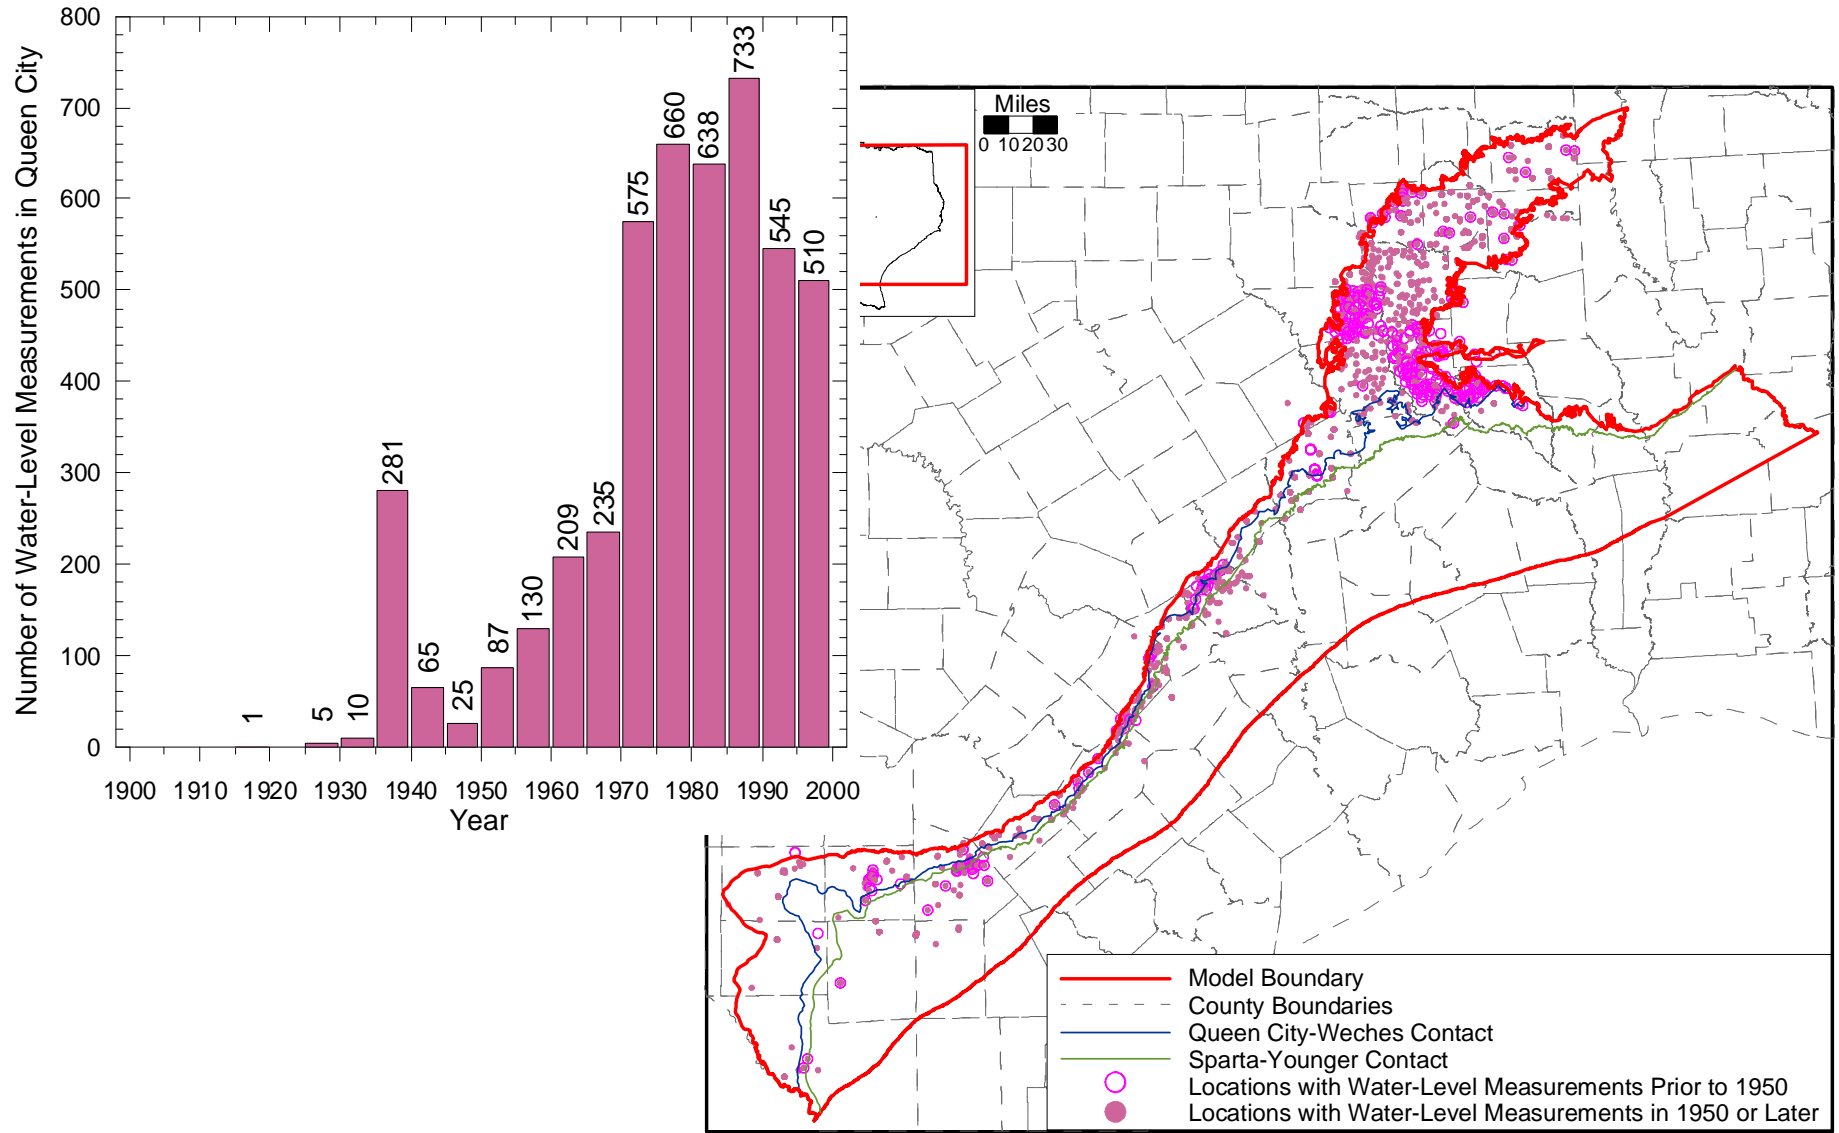 Number of Water-Level Measurements in Queen City
800
700
600
500
400
300
200
100
0
1
5
10
281
65
25
87
130
209
235
575
660
638
733
545
510
1900 1910 1920 1930 1940 1950 1960 1970 1980 1990 2000
Year
Miles
0 10 20 30
Model Boundary
County Boundaries
Queen City-Weches Contact
Sparta-Younger Contact
Locations with Water-Level Measurements Prior to 1950
Locations with Water-Level Measurements in 1950 or Later